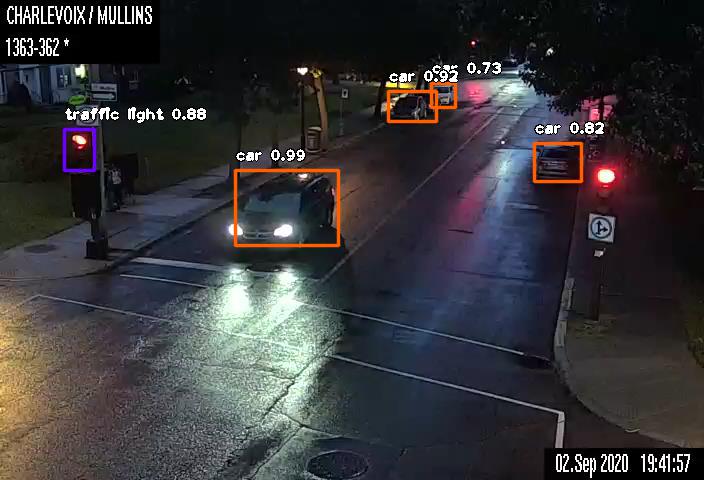 CHARLEVOIX / MULLINS
1363-362 *
car 0.92
car 0.73
traffic light 0.88
car 0.82
car 0.99
02.Sep 2020 19:41:57